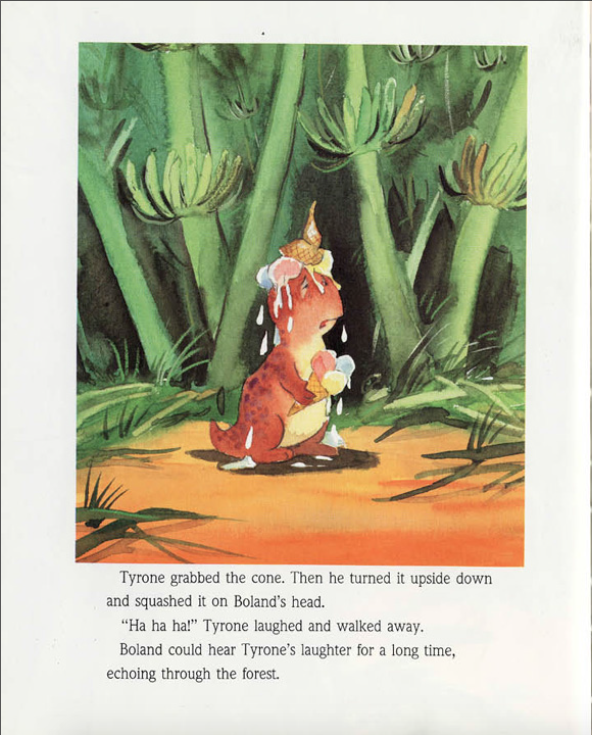 Tyrone grabbed the cone. Then he turned it upside down
and squashed it on Boland's head.
"Ha ha ha!" Tyrone laughed and walked away.
Boland could hear Tyrone's laughter for a long time,
echoing through the forest.